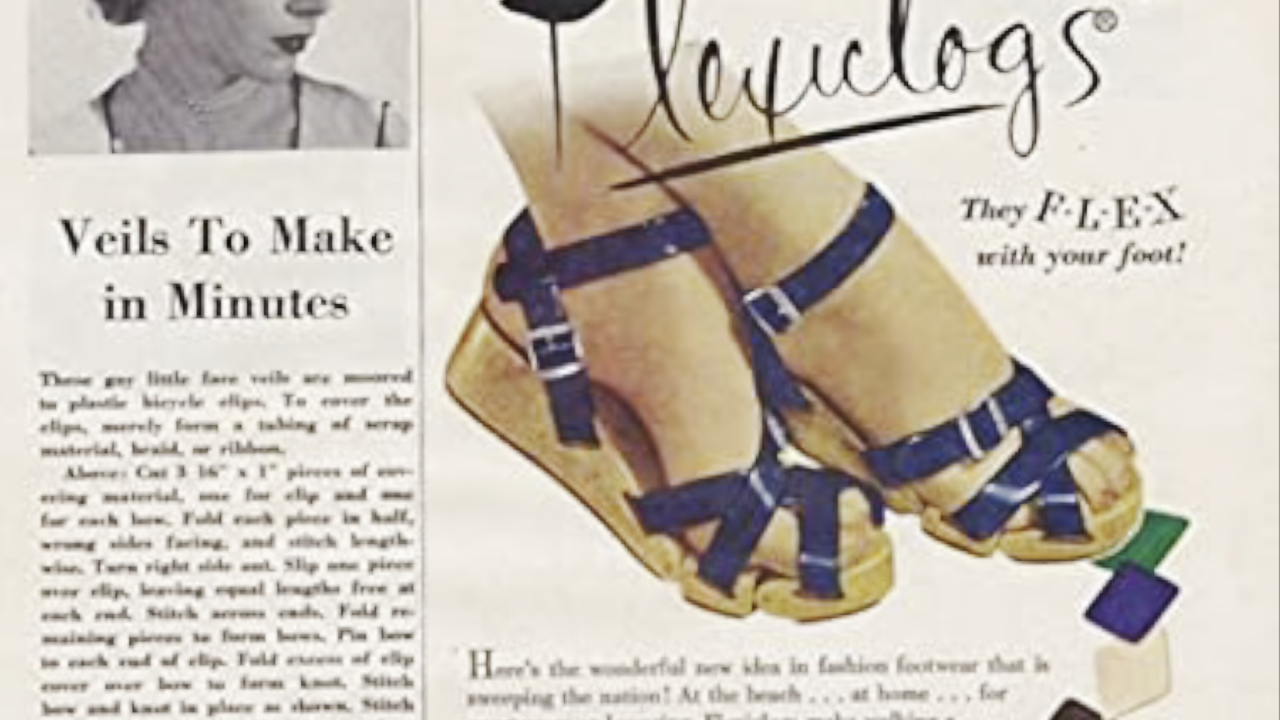 Veils To Make
in Minutes
These gay little face veils are moored
to plastic bicycle clips. To cover the
clips, merely form a tubing of scrap
material, braid, or ribbon.
Above: Cut 3 16" x 1" pieces of cov-
ering material, one for clip and one
for each bow. Fold each piece in half,
wrong sides facing, and stitch length-
wise. Turn right side out. Slip one piece
over clip, leaving equal lengths free at
each end. Stitch across ends. Fold re-
maining pieces to form bows. Pin bow
to each end of clip. Fold excess of clip
cover over bow to form knot. Stitch
bow and knot in place as shown. Stitch
lexiclogs®
They F-L-E-X
with your foot!
Here's the wonderful new idea in fashion footwear that is
sweeping the nation! At the beach . . . at home . . . for